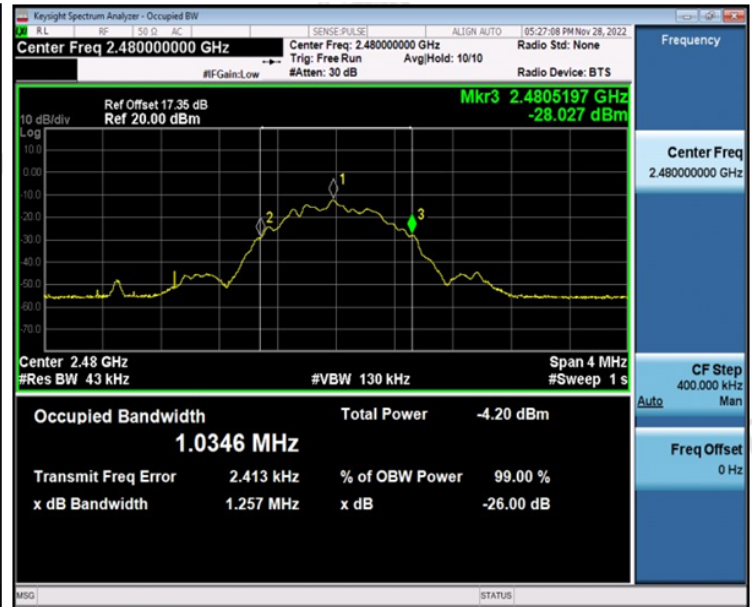 Keysight Spectrum Analyzer - Occupied BW
RL RF 50 Ω AC SENSE:PULSE ALIGN AUTO 05:27:08 PM Nov 28, 2022
Center Freq 2.480000000 GHz
Center Freq: 2.480000000 GHz
Radio Std: None
Trig: Free Run Avg|Hold: 10/10
#IFGain:Low #Atten: 30 dB Radio Device: BTS
Ref Offset 17.35 dB
Mkr3 2.4805197 GHz
10 dB/div Ref 20.00 dBm
-28.027 dBm
Log
10.0
0.00
-10.0
-20.0
-30.0
-40.0
-50.0
-60.0
-70.0
1
2
3
Center 2.48 GHz
Span 4 MHz
#Res BW 43 kHz #VBW 130 kHz #Sweep 1 s
Occupied Bandwidth
1.0346 MHz
Total Power -4.20 dBm
Transmit Freq Error 2.413 kHz % of OBW Power 99.00 %
x dB Bandwidth 1.257 MHz x dB -26.00 dB
Frequency
Center Freq
2.480000000 GHz
CF Step
400.000 kHz
Auto Man
Freq Offset
0 Hz
MSG STATUS